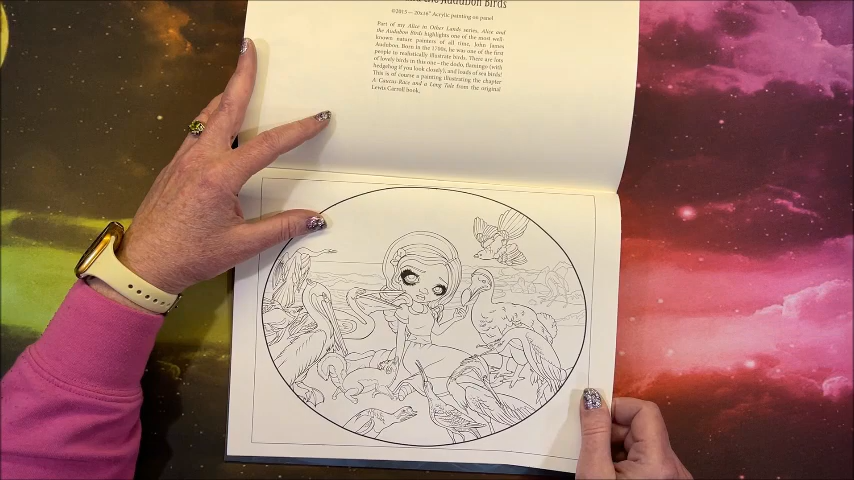 the Audubon Birds
©2015 — 20x16" Acrylic painting on panel
Part of my Alice in Other Lands series, Alice and
the Audubon Birds highlights one of the most well-
known nature painters of all time, John James
Audubon. Born in the 1700s, he was one of the first
people to realistically illustrate birds. There are lots
of lovely birds in this one—the dodo, flamingo (with
hedgehog if you look closely), and loads of sea birds!
This is of course a painting illustrating the chapter
A Caucus Race and a Long Tale from the original
Lewis Carroll book.